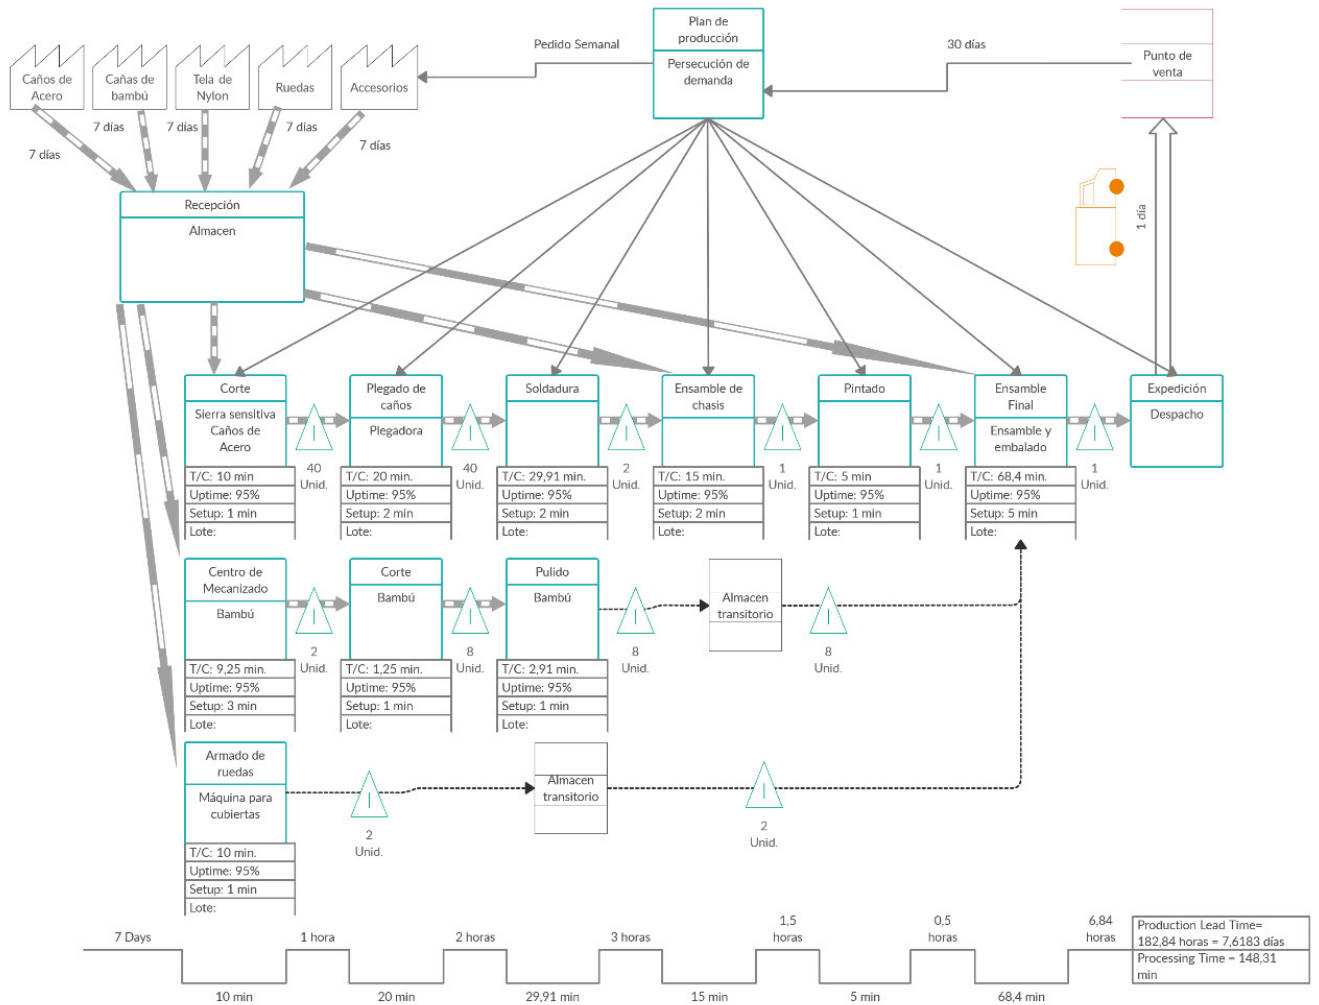 Plan de
producción
Persecución de
demanda
Pedido Semanal
30 días
Punto de
venta
Caños de
Acero
Cañas de
bambú
Tela de
Nylon
Ruedas
Accesorios
7 días
7 días
7 días
7 días
7 días
1 día
Recepción
Almacen
Corte
Sierra sensitiva
Caños de
Acero
T/C: 10 min
Uptime: 95%
Setup: 1 min
Lote:
40
Unid.
Plegado de
caños
Plegadora
T/C: 20 min.
Uptime: 95%
Setup: 2 min
Lote:
40
Unid.
Soldadura
T/C: 29,91 min.
Uptime: 95%
Setup: 2 min
Lote:
2
Unid.
Ensamble de
chasis
T/C: 15 min.
Uptime: 95%
Setup: 2 min
Lote:
1
Unid.
Pintado
T/C: 5 min
Uptime: 95%
Setup: 1 min
Lote:
1
Unid.
Ensamble
Final
Ensamble y
embalado
T/C: 68,4 min.
Uptime: 95%
Setup: 5 min
Lote:
1
Unid.
Expedición
Despacho
Centro de
Mecanizado
Bambú
T/C: 9,25 min.
Uptime: 95%
Setup: 3 min
Lote:
2
Unid.
Corte
Bambú
T/C: 1,25 min.
Uptime: 95%
Setup: 1 min
Lote:
8
Unid.
Pulido
Bambú
T/C: 2,91 min.
Uptime: 95%
Setup: 1 min
Lote:
8
Unid.
Almacen
transitorio
8
Unid.
Armado de
ruedas
Máquina para
cubiertas
T/C: 10 min.
Uptime: 95%
Setup: 1 min
Lote:
2
Unid.
Almacen
transitorio
2
Unid.
7 Days
1 hora
2 horas
3 horas
1,5
horas
0,5
horas
6,84
horas
10 min
20 min
29,91 min
15 min
5 min
68,4 min
Production Lead Time=
182,84 horas = 7,6183 días
Processing Time = 148,31
min